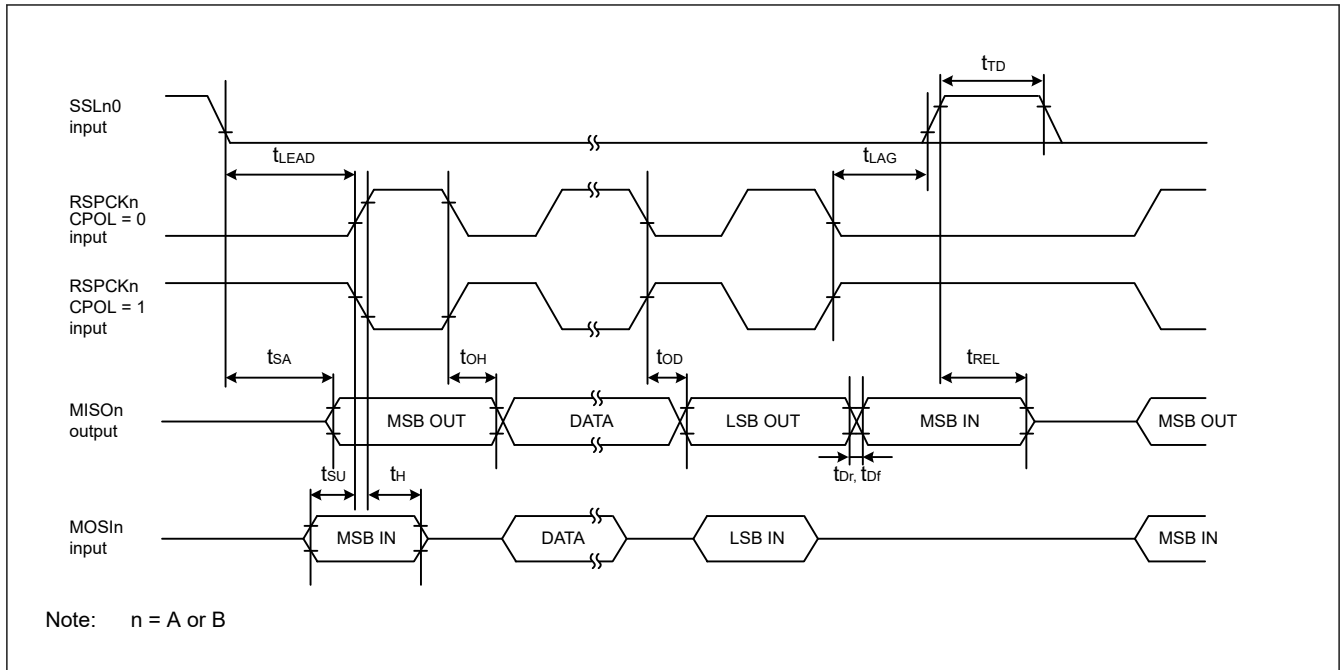 tTD
SSLn0
input
tLEAD
tLAG
RSPCKn
CPOL = 0
input
RSPCKn
CPOL = 1
input
tSA
tOH
tOD
tREL
MISOn
output
MSB OUT
DATA
LSB OUT
MSB IN
MSB OUT
tSU
tH
tDr, tDf
MOSIn
input
MSB IN
DATA
LSB IN
MSB IN
Note: n = A or B